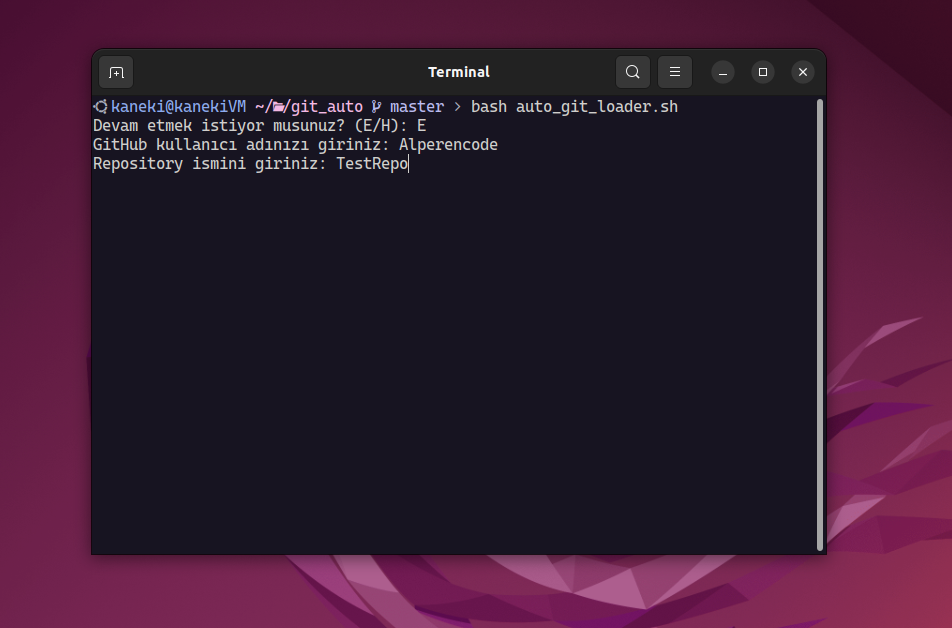 Terminal
kaneki@kanekiVM ~/git_auto master > bash auto_git_loader.sh
Devam etmek istiyor musunuz? (E/H): E
GitHub kullanıcı adınızı giriniz: Alperencode
Repository ismini giriniz: TestRepo